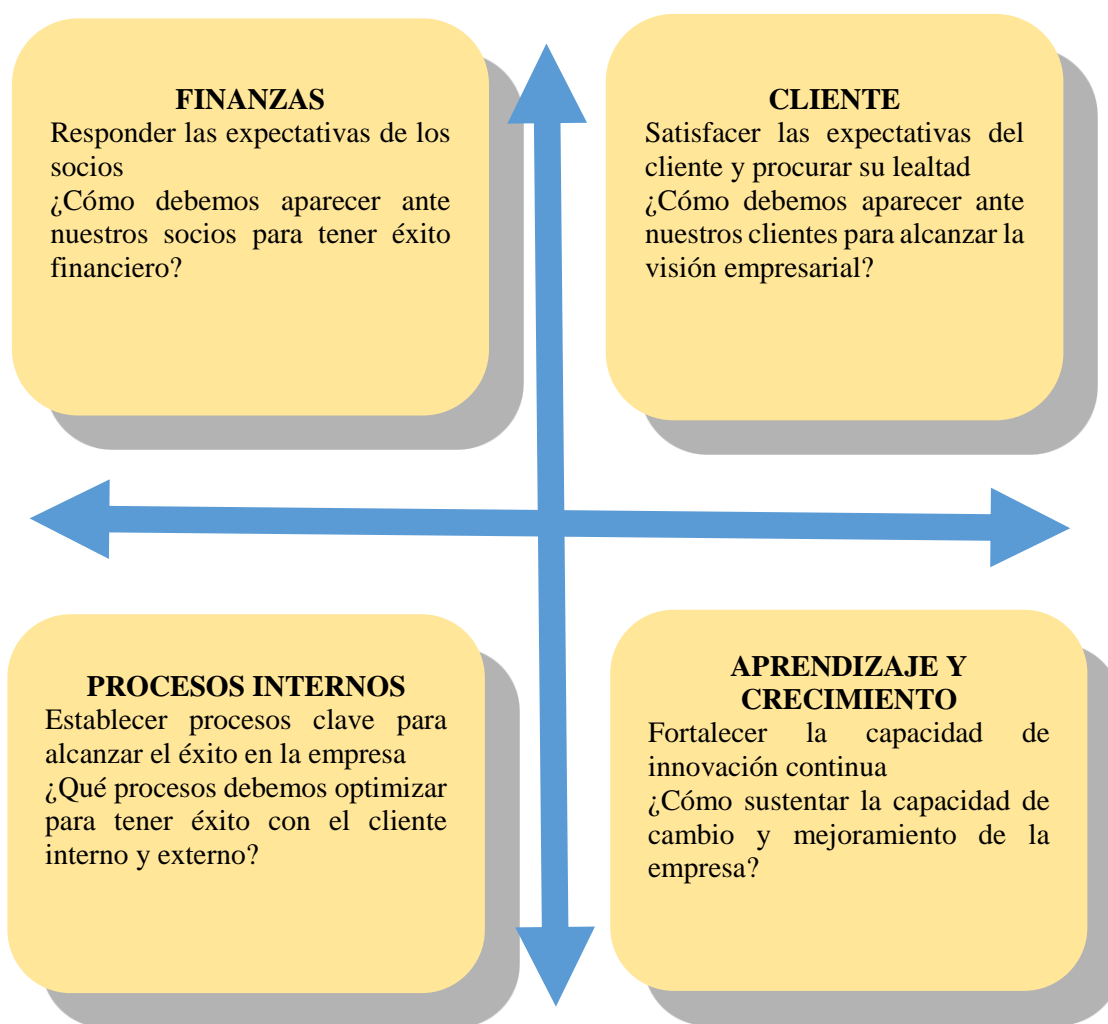 FINANZAS
Responder las expectativas de los
socios
¿Cómo debemos aparecer ante
nuestros socios para tener éxito
financiero?
CLIENTE
Satisfacer las expectativas del
cliente y procurar su lealtad
¿Cómo debemos aparecer ante
nuestros clientes para alcanzar la
visión empresarial?
PROCESOS INTERNOS
Establecer procesos clave para
alcanzar el éxito en la empresa
¿Qué procesos debemos optimizar
para tener éxito con el cliente
interno y externo?
APRENDIZAJE Y
CRECIMIENTO
Fortalecer la capacidad de
innovación continua
¿Cómo sustentar la capacidad de
cambio y mejoramiento de la
empresa?